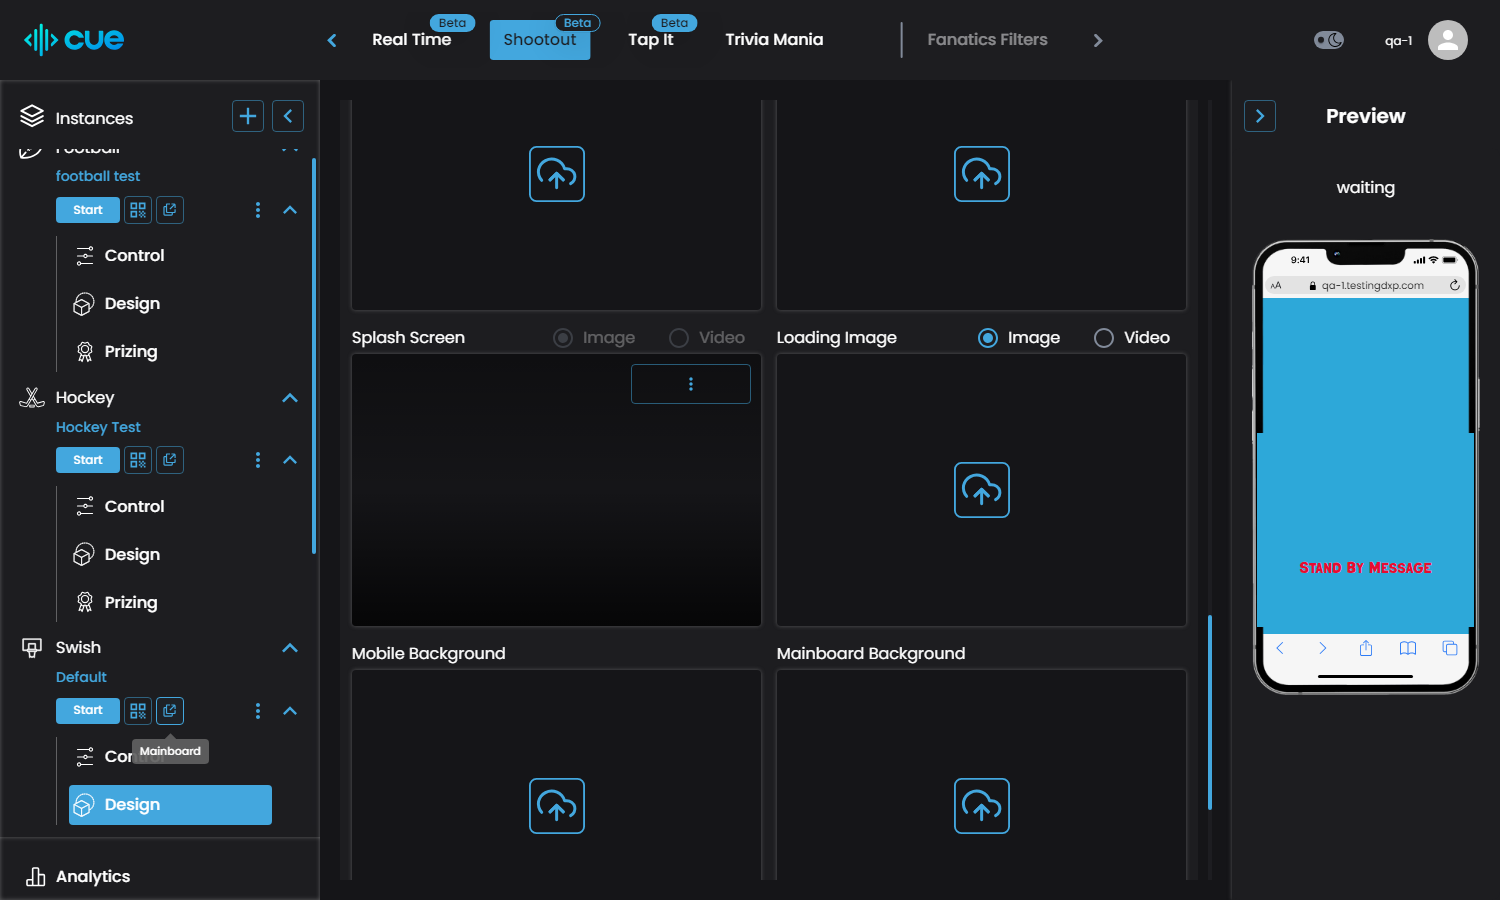 cue
Real Time
Beta
Shootout
Beta
Tap It
Beta
Trivia Mania
Fanatics Filters
qa-1
Instances
Football
football test
Start
Control
Design
Prizing
Hockey
Hockey Test
Start
Control
Design
Prizing
Swish
Default
Start
Mainboard
Design
Analytics
Splash Screen
Image
Video
Loading Image
Image
Video
Mobile Background
Mainboard Background
Preview
waiting
9:41
AA
qa-1.testingdxp.com
Stand By Message